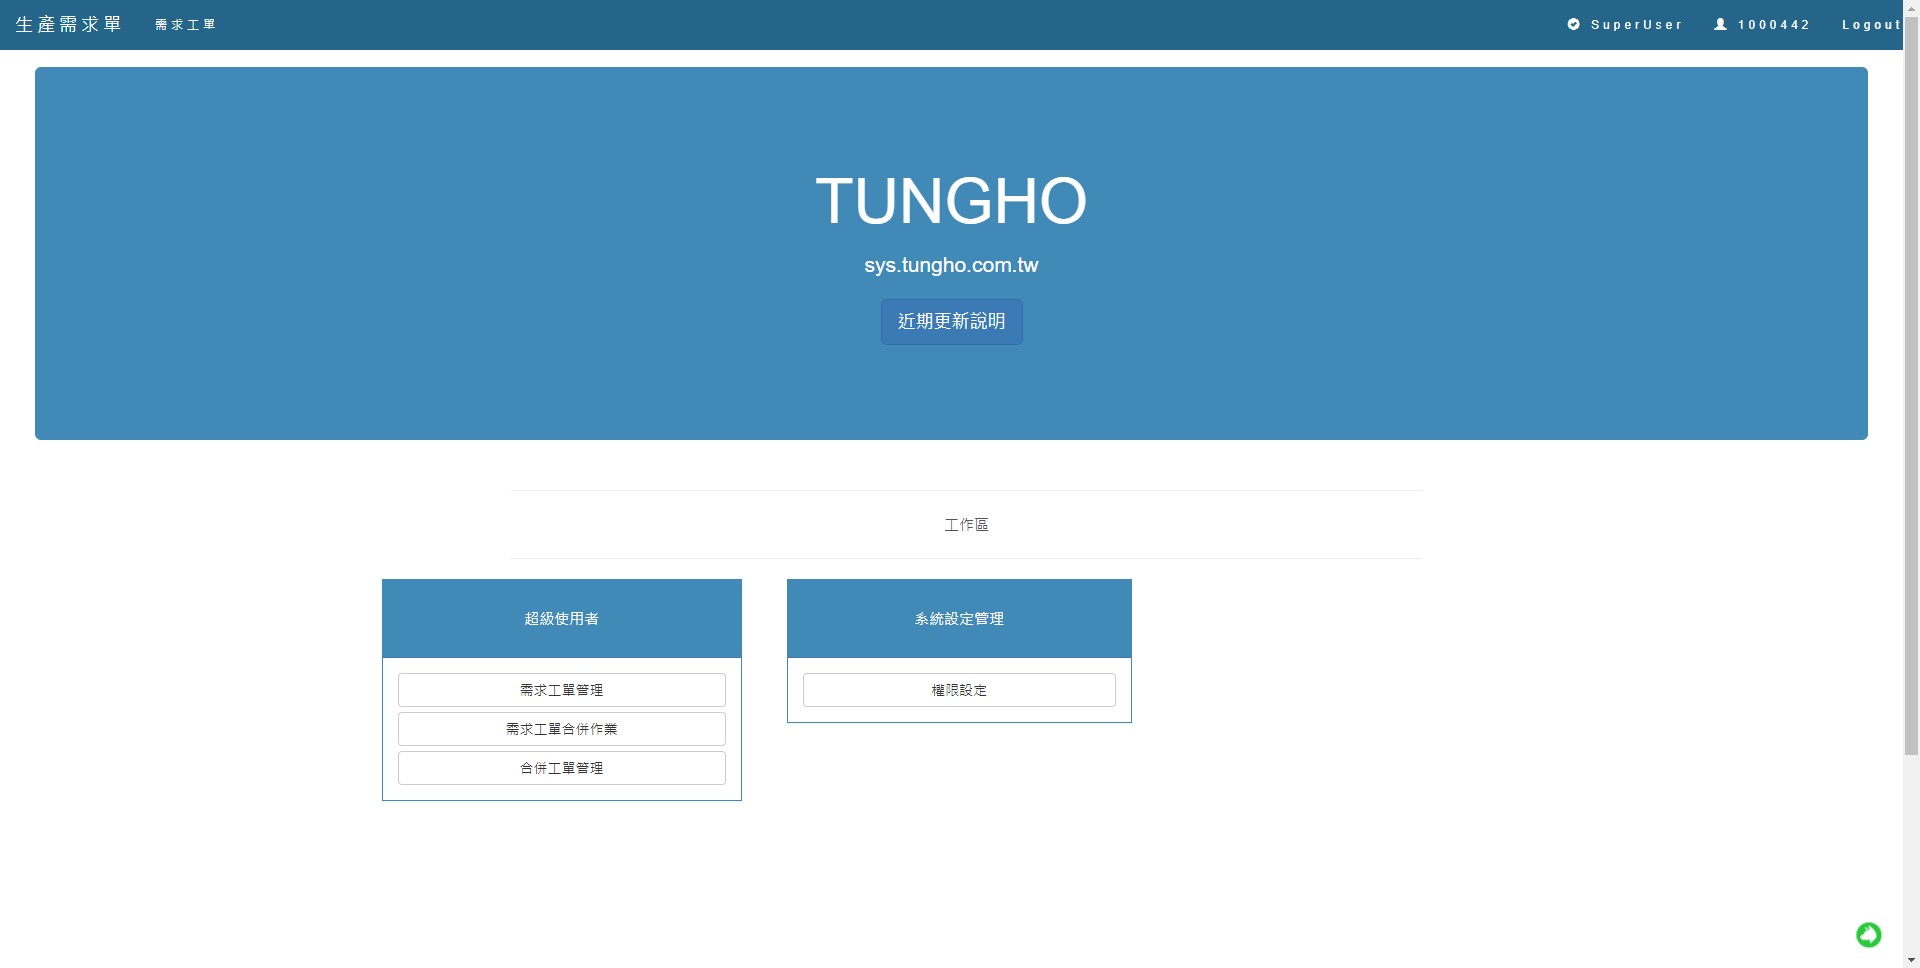 生產需求單 需求工單 SuperUser 1000442 Logout
TUNGHO
sys.tungho.com.tw
近期更新說明
工作區
超級使用者
需求工單管理
需求工單合併作業
合併工單管理
系統設定管理
權限設定